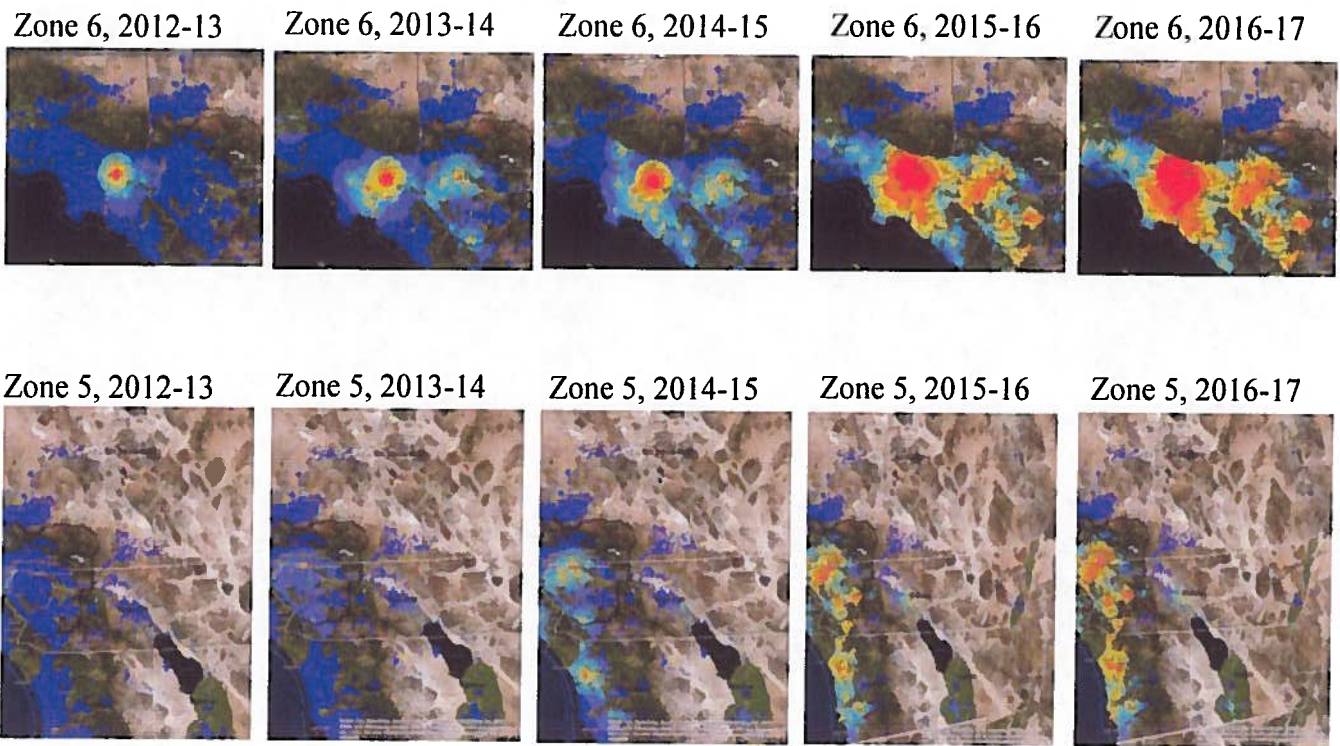 Zone 6, 2012-13
Zone 6, 2013-14
Zone 6, 2014-15
Zone 6, 2015-16
Zone 6, 2016-17
Zone 5, 2012-13
Zone 5, 2013-14
Zone 5, 2014-15
Zone 5, 2015-16
Zone 5, 2016-17